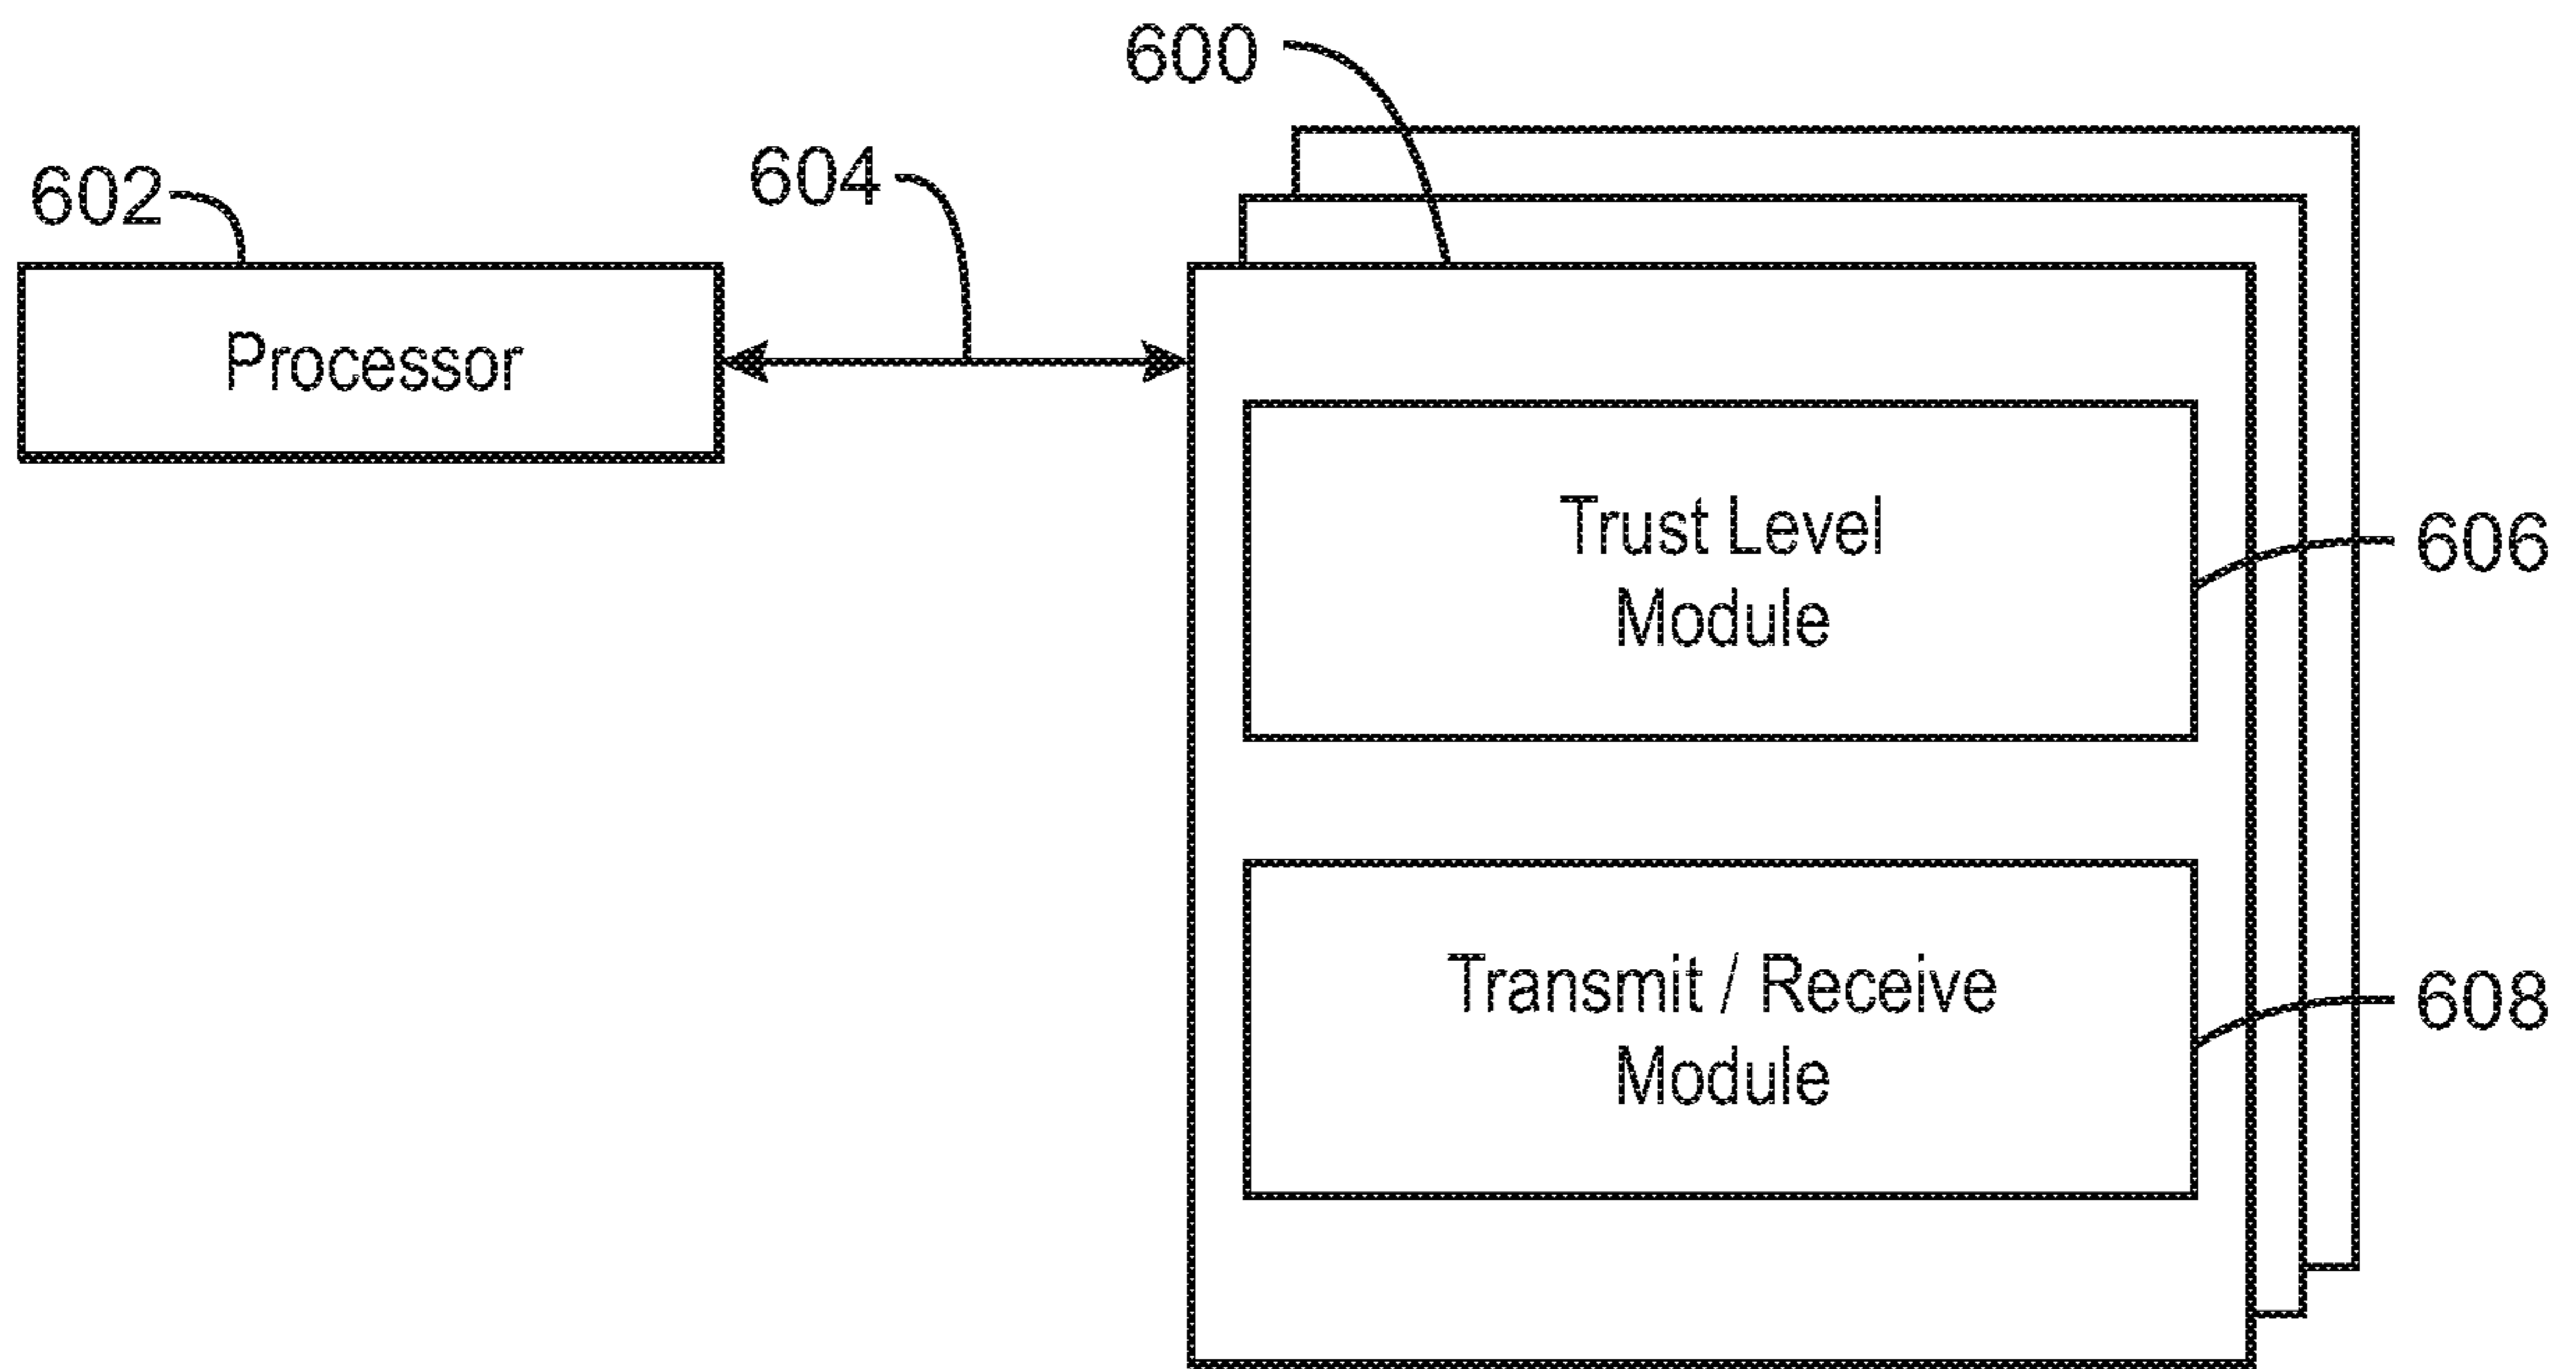 600
604
602
Processor
Trust Level
Module
606
Transmit / Receive
Module
608